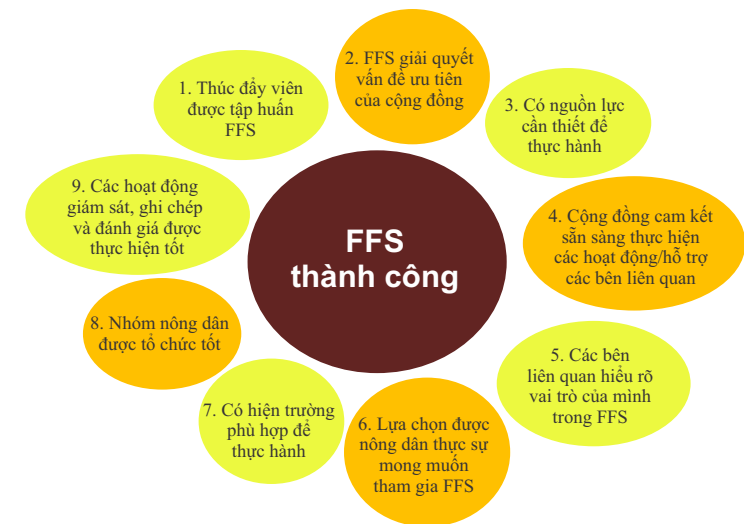 FFS
thành công
1. Thúc đẩy viên
được tập huấn
FFS
2. FFS giải quyết
vấn đề ưu tiên
của cộng đồng
3. Có nguồn lực
cần thiết để
thực hành
4. Cộng đồng cam kết
sẵn sàng thực hiện
các hoạt động/hỗ trợ
các bên liên quan
5. Các bên
liên quan hiểu rõ
vai trò của mình
trong FFS
6. Lựa chọn được
nông dân thực sự
mong muốn
tham gia FFS
7. Có hiện trường
phù hợp để
thực hành
8. Nhóm nông dân
được tổ chức tốt
9. Các hoạt động
giám sát, ghi chép
và đánh giá được
thực hiện tốt